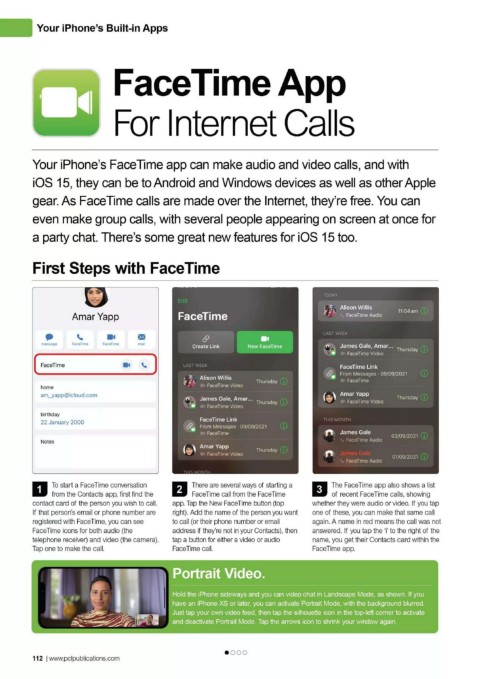 Your iPhone's Built-in Apps
FaceTime App
For Internet Calls
Your iPhone's FaceTime app can make audio and video calls, and with
iOS 15, they can be to Android and Windows devices as well as other Apple
gear. As FaceTime calls are made over the Internet, they're free. You can
even make group calls, with several people appearing on screen at once for
a party chat. There's some great new features for iOS 15 too.
First Steps with FaceTime
Amar Yapp
message
FaceTime
FaceTime
mail
FaceTime
home
am_yapp@icloud.com
birthday
22 January 2000
Notes
Edit
FaceTime
Create Link
New FaceTime
LAST WEEK
Alison Willis
FaceTime Video
Thursday
James Gale, Amar...
FaceTime Video
Thursday
FaceTime Link
From Messages · 09/09/2021
FaceTime
Amar Yapp
FaceTime Video
Thursday
THIS MONTH
TODAY
Alison Willis
FaceTime Audio
11:04 am
LAST WEEK
James Gale, Amar...
FaceTime Video
Thursday
FaceTime Link
From Messages · 09/09/2021
FaceTime
Amar Yapp
FaceTime Video
Thursday
THIS MONTH
James Gale
FaceTime Audio
03/09/2021
James Gale
FaceTime Audio
01/09/2021
1 To start a FaceTime conversation
from the Contacts app, first find the
contact card of the person you wish to call.
If that person's email or phone number are
registered with FaceTime, you can see
FaceTime icons for both audio (the
telephone receiver) and video (the camera).
Tap one to make the call.
2 There are several ways of starting a
FaceTime call from the FaceTime
app. Tap the New FaceTime button (top
right). Add the name of the person you want
to call (or their phone number or email
address if they're not in your Contacts), then
tap a button for either a video or audio
FaceTime call.
3 The FaceTime app also shows a list
of recent FaceTime calls, showing
whether they were audio or video. If you tap
one of these, you can make that same call
again. A name in red means the call was not
answered. If you tap the 'i' to the right of the
name, you get their Contacts card within the
FaceTime app.
Portrait Video.
Hold the iPhone sideways and you can video chat in Landscape Mode, as shown. If you
have an iPhone XS or later, you can activate Portrait Mode, with the background blurred.
Just tap your own video feed, then tap the silhouette icon in the top-left corner to activate
and deactivate Portrait Mode. Tap the arrows icon to shrink your window again.
112 | www.pclpublications.com